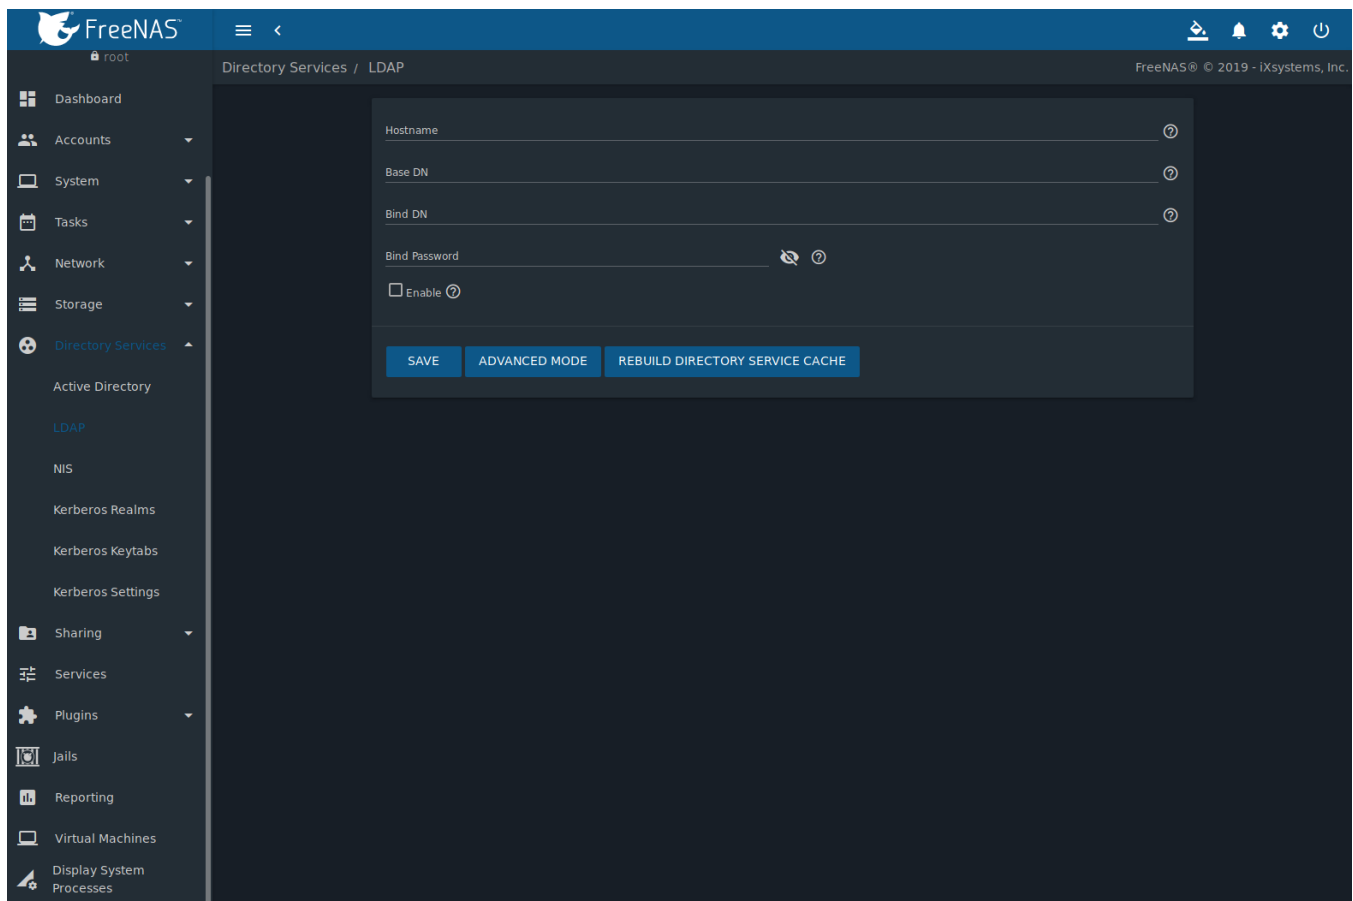 FreeNAS™
root
Directory Services / LDAP
FreeNAS® © 2019 - iXsystems, Inc.
Dashboard
Accounts
System
Tasks
Network
Storage
Directory Services
Active Directory
LDAP
NIS
Kerberos Realms
Kerberos Keytabs
Kerberos Settings
Sharing
Services
Plugins
Jails
Reporting
Virtual Machines
Display System
Processes
Hostname
Base DN
Bind DN
Bind Password
Enable
SAVE ADVANCED MODE REBUILD DIRECTORY SERVICE CACHE